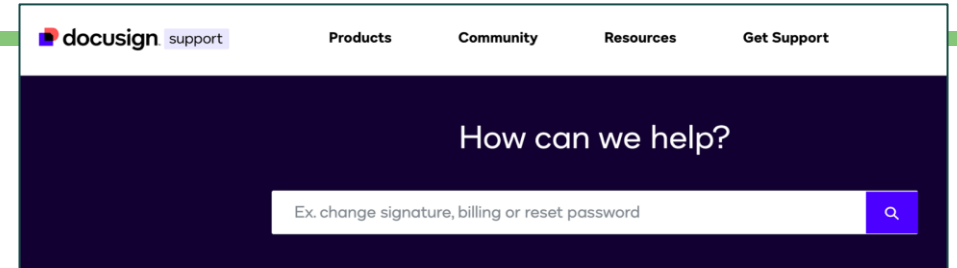 docusign support Products Community Resources Get Support
How can we help?
Ex. change signature, billing or reset password